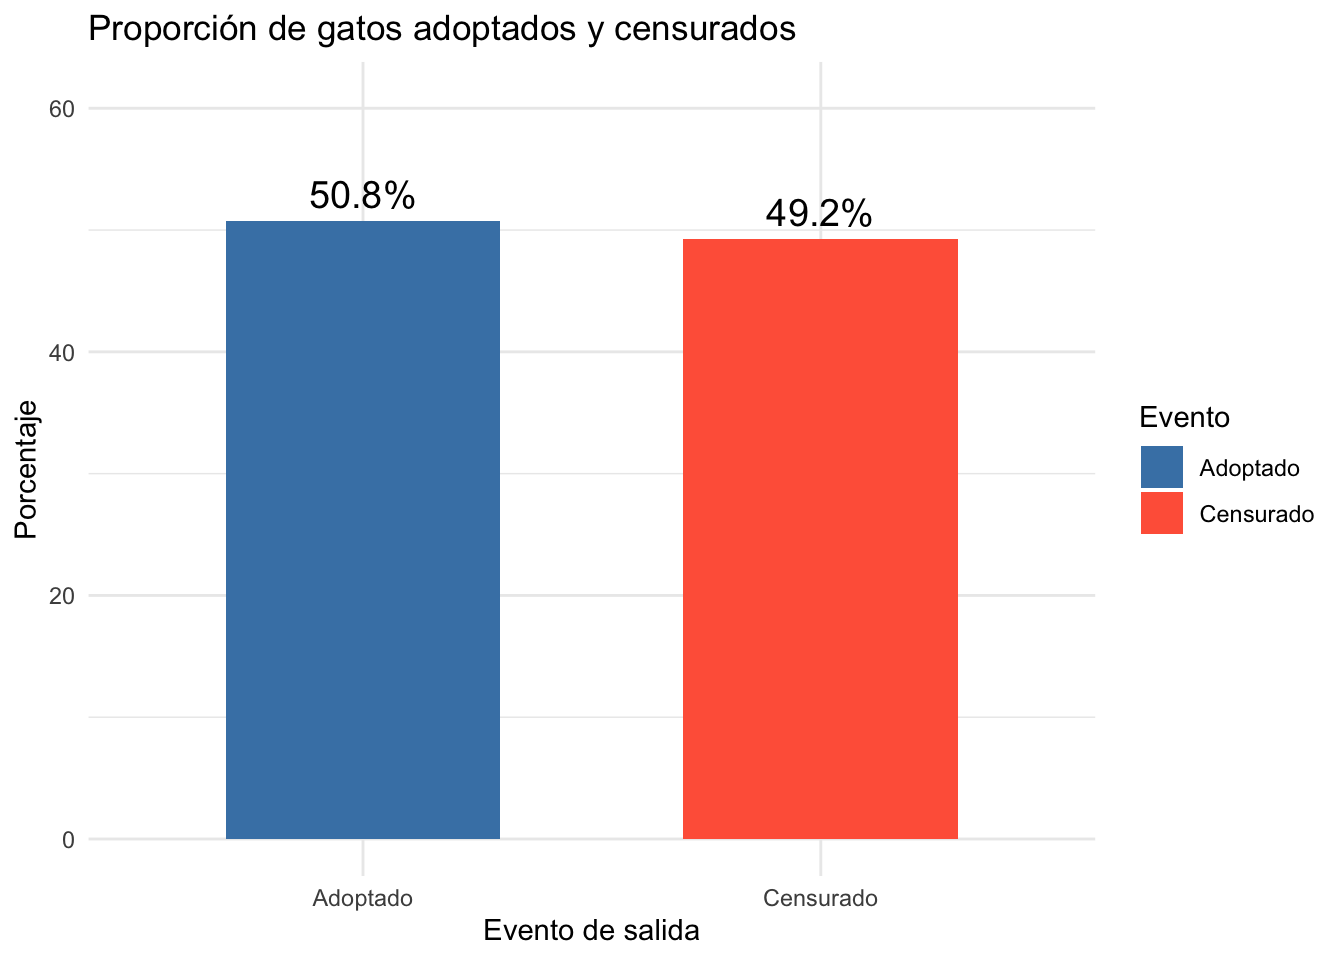 Proporción de gatos adoptados y censurados
60
50.8%
49.2%
40
20
0
Porcentaje
Adoptado
Censurado
Evento de salida
Evento
Adoptado
Censurado